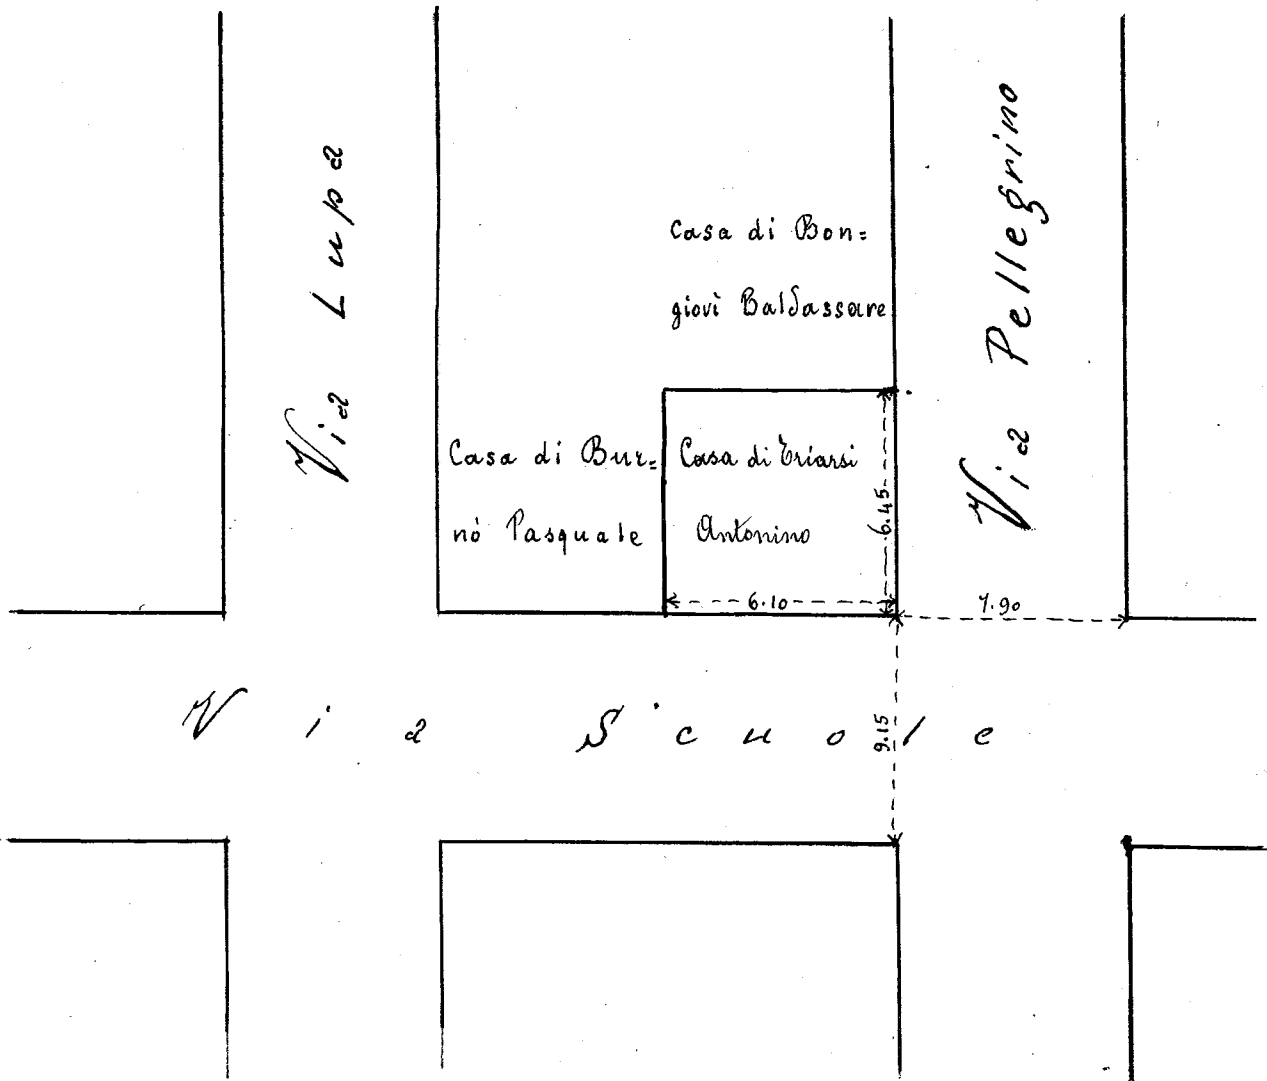 Via Lupa
Via Pellegrino
Casa di Bon=
giovì Baldassare
Casa di Bur=
nò Pasquale
Casa di Triarsi
Antonino
6.45
6.10
7.90
Via Scuole
9.15